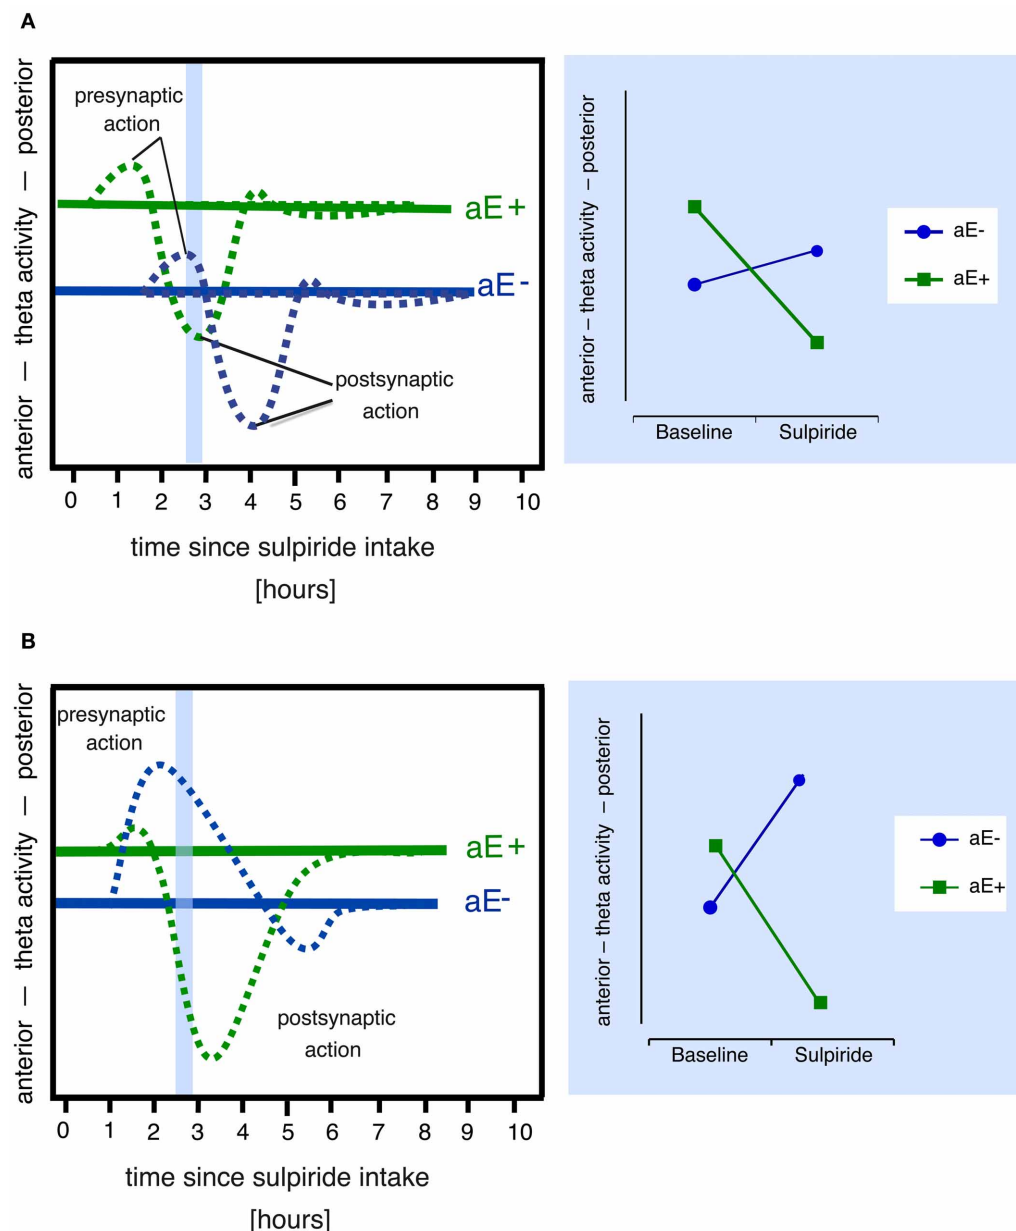 A
anterior — theta activity — posterior
presynaptic
action
aE+
aE-
postsynaptic
action
0 1 2 3 4 5 6 7 8 9 10
time since sulpiride intake
[hours]
anterior – theta activity – posterior
aE-
aE+
Baseline Sulpiride
B
anterior — theta activity — posterior
presynaptic
action
aE+
aE-
postsynaptic
action
0 1 2 3 4 5 6 7 8 9 10
time since sulpiride intake
[hours]
anterior – theta activity – posterior
aE-
aE+
Baseline Sulpiride